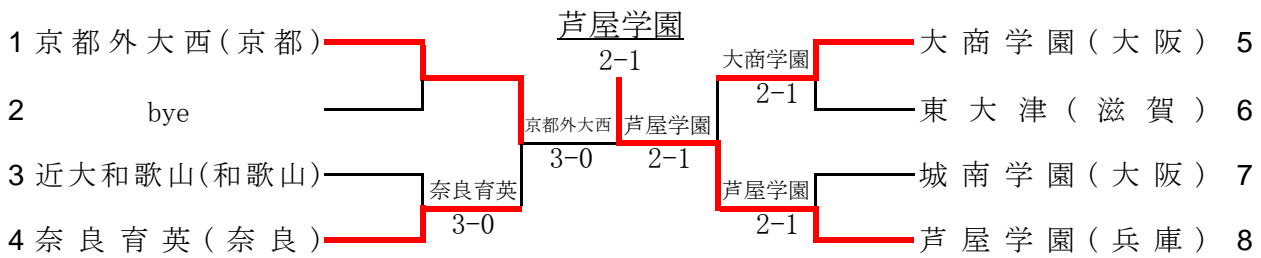 芦屋学園
2-1
1 京都外大西(京都)
2 bye
3 近大和歌山(和歌山)
4 奈良育英(奈良)
奈良育英
3-0
京都外大西
3-0
芦屋学園
2-1
大商学園
2-1
芦屋学園
2-1
大商学園(大阪) 5
東大津(滋賀) 6
城南学園(大阪) 7
芦屋学園(兵庫) 8